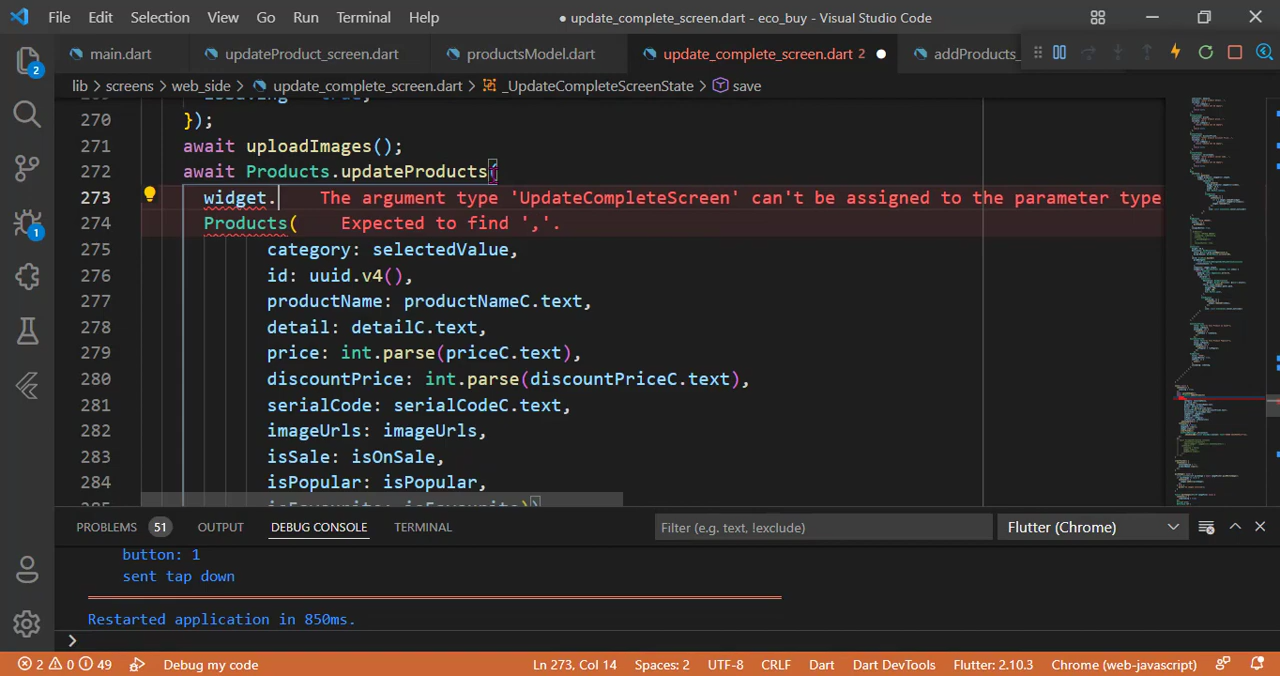 File Edit Selection View Go Run Terminal Help ● update_complete_screen.dart - eco_buy - Visual Studio Code
main.dart updateProduct_screen.dart productsModel.dart update_complete_screen.dart 2 addProducts_
lib > screens > web_side > update_complete_screen.dart > _UpdateCompleteScreenState > save
270 });
271 await uploadImages();
272 await Products.updateProducts(
273 widget. The argument type 'UpdateCompleteScreen' can't be assigned to the parameter type
274 Products( Expected to find ','.
275 category: selectedValue,
276 id: uuid.v4(),
277 productName: productNameC.text,
278 detail: detailC.text,
279 price: int.parse(priceC.text),
280 discountPrice: int.parse(discountPriceC.text),
281 serialCode: serialCodeC.text,
282 imageUrls: imageUrls,
283 isSale: isOnSale,
284 isPopular: isPopular,
2
1
PROBLEMS 51 OUTPUT DEBUG CONSOLE TERMINAL Filter (e.g. text, !exclude) Flutter (Chrome)
button: 1
sent tap down
Restarted application in 850ms.
>
2 0 49 Debug my code Ln 273, Col 14 Spaces: 2 UTF-8 CRLF Dart Dart DevTools Flutter: 2.10.3 Chrome (web-javascript)